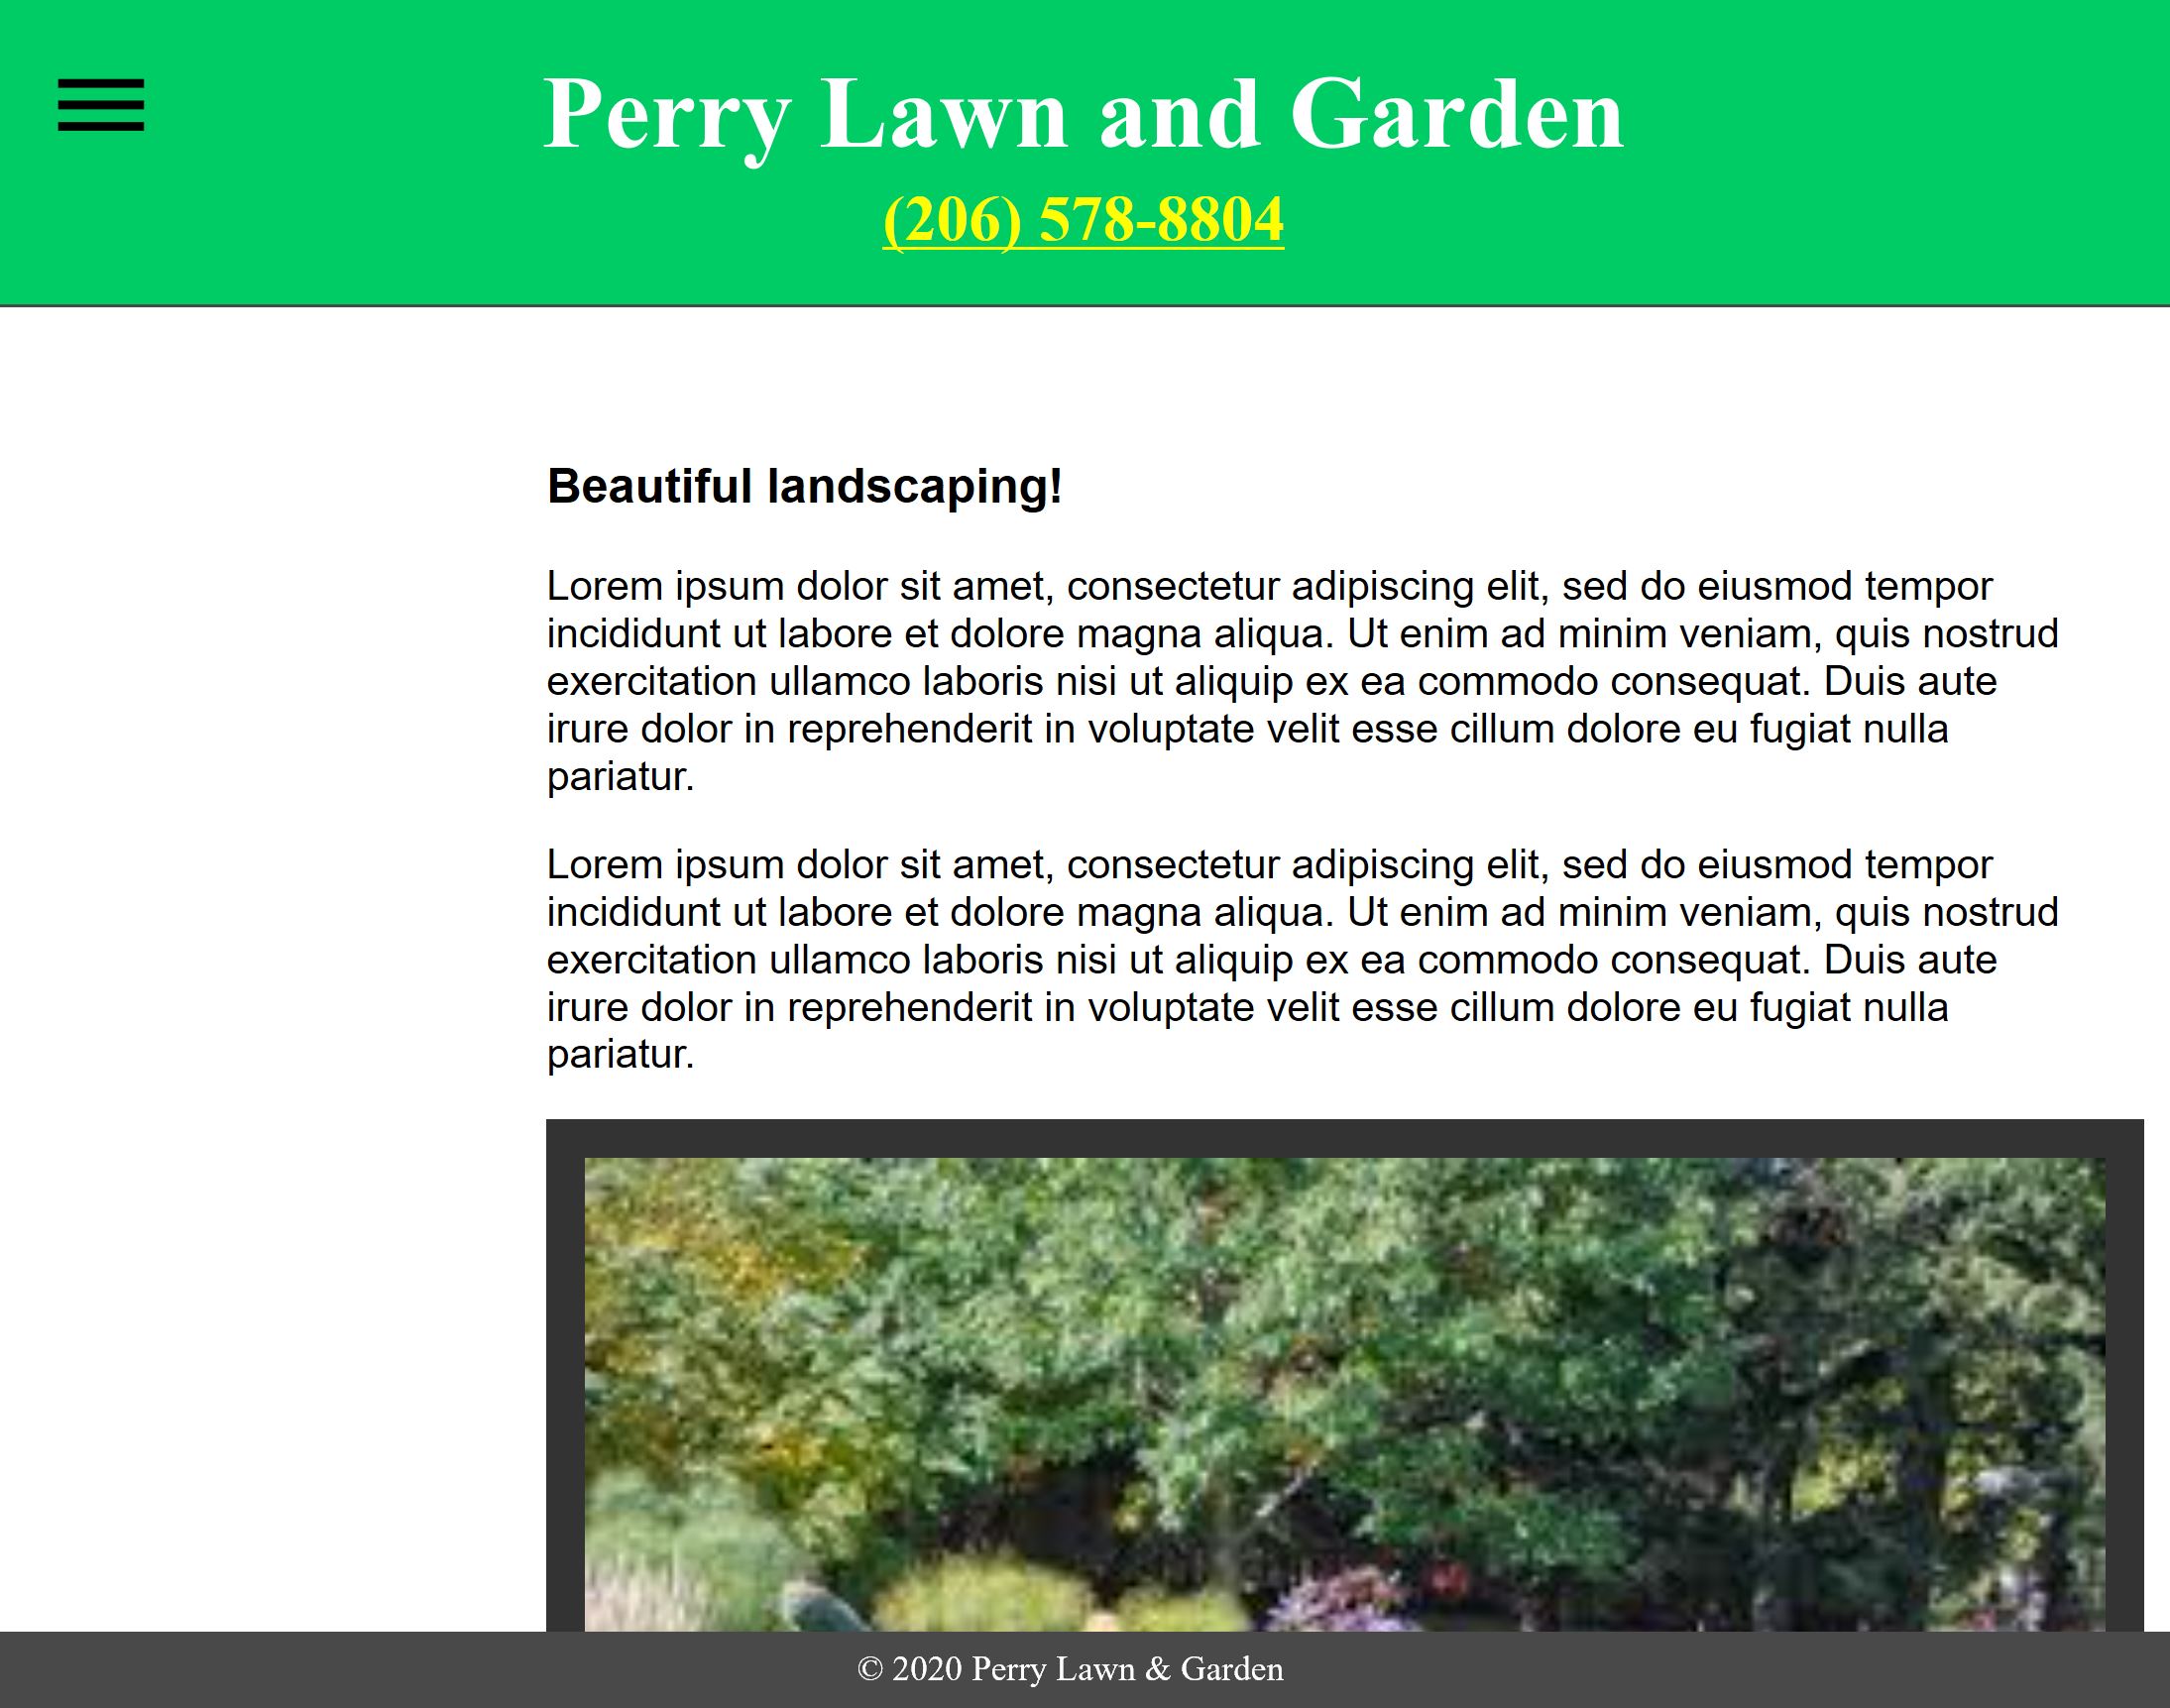 Perry Lawn and Garden
(206) 578-8804
Beautiful landscaping!
Lorem ipsum dolor sit amet, consectetur adipiscing elit, sed do eiusmod tempor
incididunt ut labore et dolore magna aliqua. Ut enim ad minim veniam, quis nostrud
exercitation ullamco laboris nisi ut aliquip ex ea commodo consequat. Duis aute
irure dolor in reprehenderit in voluptate velit esse cillum dolore eu fugiat nulla
pariatur.
Lorem ipsum dolor sit amet, consectetur adipiscing elit, sed do eiusmod tempor
incididunt ut labore et dolore magna aliqua. Ut enim ad minim veniam, quis nostrud
exercitation ullamco laboris nisi ut aliquip ex ea commodo consequat. Duis aute
irure dolor in reprehenderit in voluptate velit esse cillum dolore eu fugiat nulla
pariatur.
© 2020 Perry Lawn & Garden